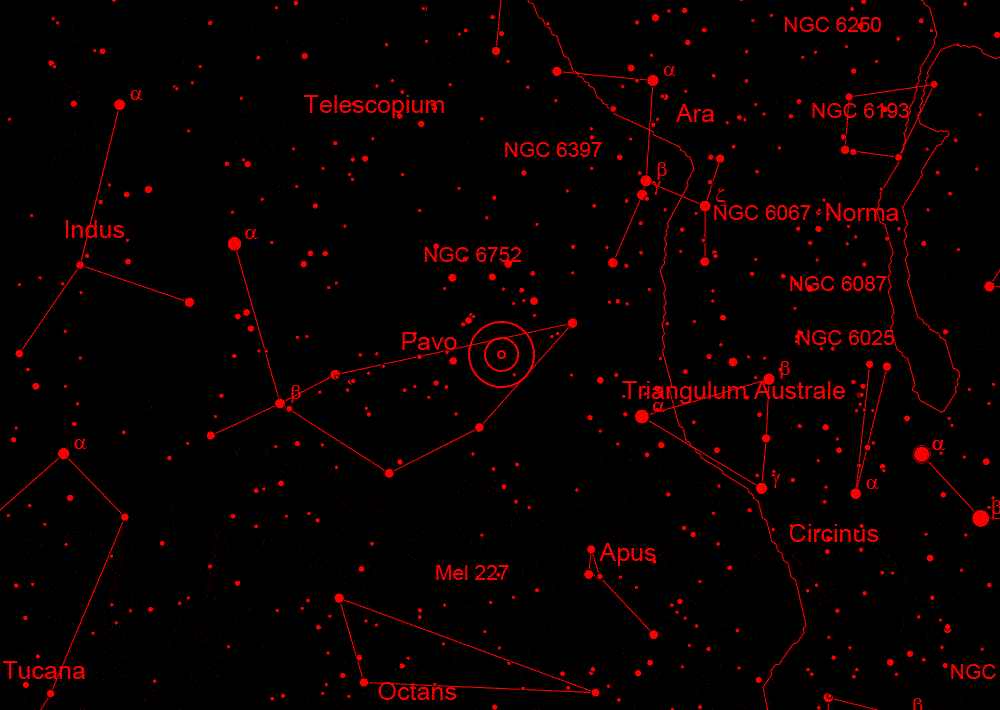 NGC 6250
α
α
Telescopium
Ara
NGC 6193
NGC 6397
β
ζ
NGC 6067
Norma
Indus
α
NGC 6752
NGC 6087
Pavo
NGC 6025
β
Triangulum Australe
β
α
α
α
γ
α
β
Circinus
Apus
Mel 227
Tucana
Octans
NGC
β